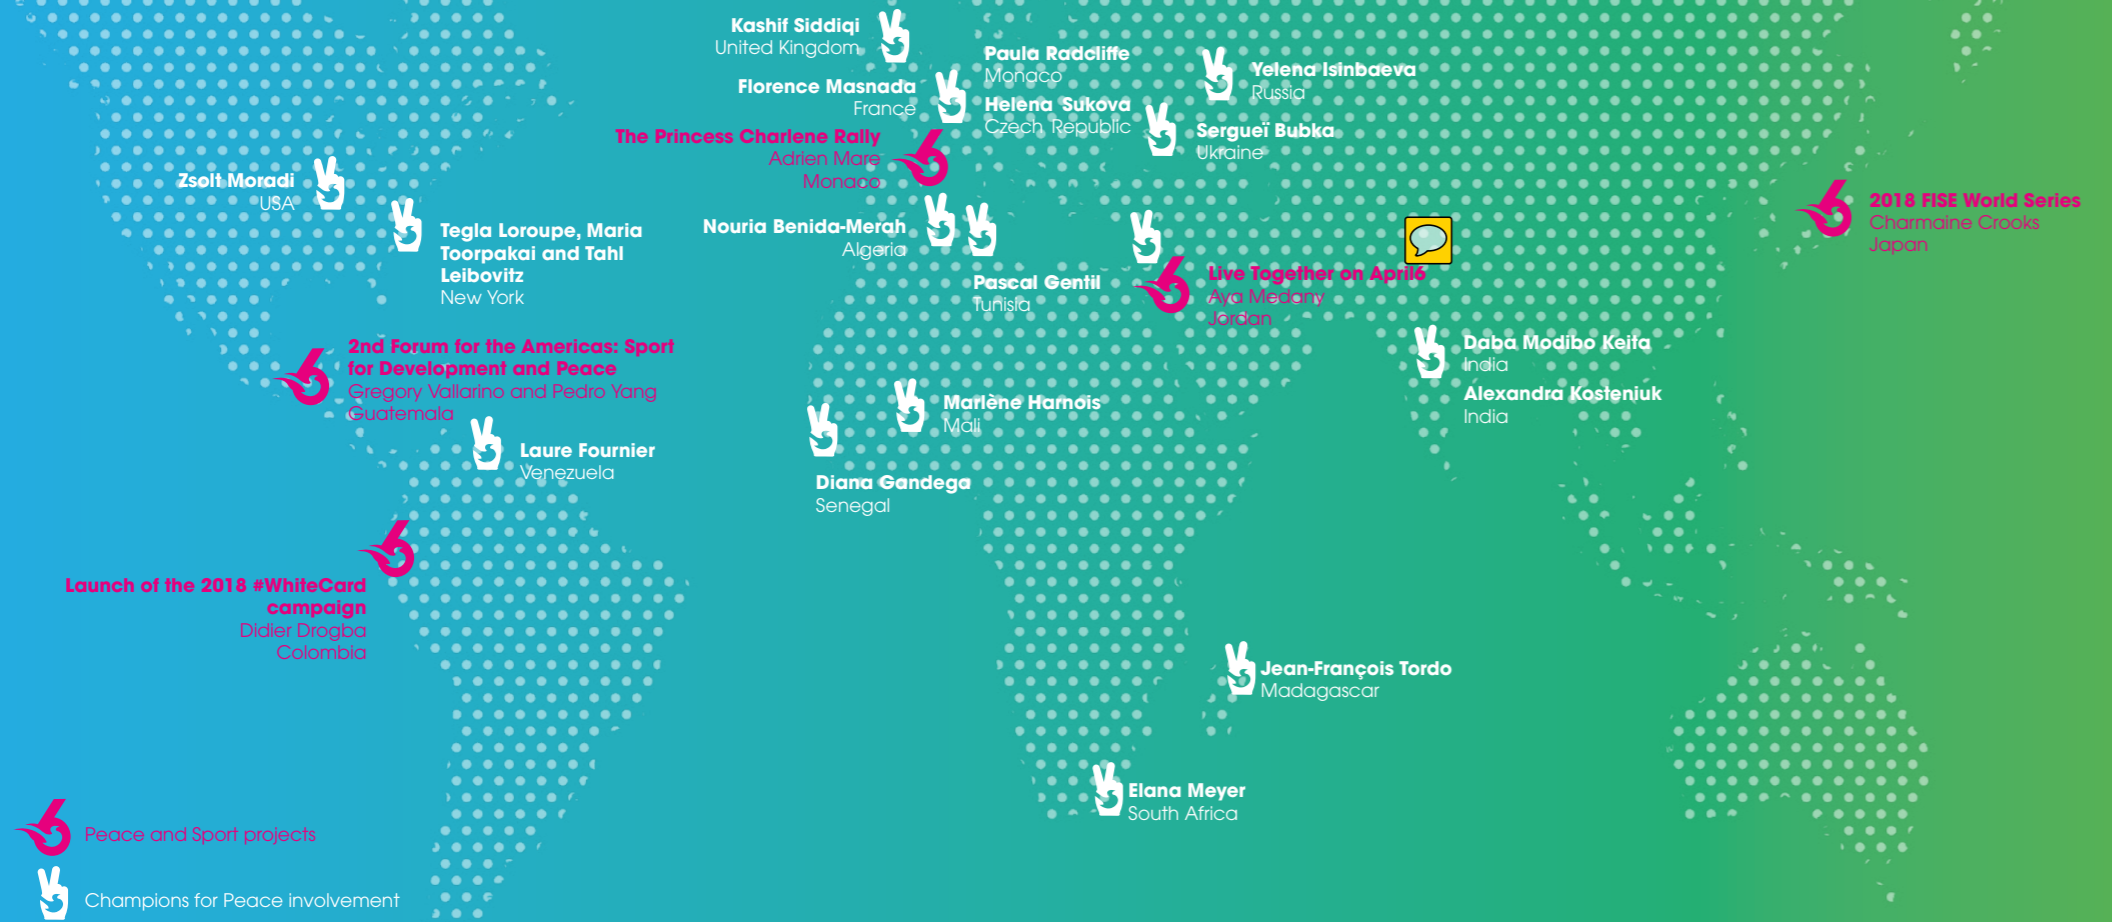 Kashif Siddiqi
United Kingdom
Paula Radcliffe
Monaco
Yelena Isinbaeva
Russia
Florence Masnada
France
Helena Sukova
Czech Republic
Sergueï Bubka
Ukraine
The Princess Charlene Rally
Adrien Mare
Monaco
Zsolt Moradi
USA
Tegla Loroupe, Maria
Toorpakai and Tahl
Leibovitz
New York
Nouria Benida-Merah
Algeria
Pascal Gentil
Tunisia
Live Together on April6
Aya Medany
Jordan
2018 FISE World Series
Charmaine Crooks
Japan
2nd Forum for the Americas: Sport
for Development and Peace
Gregory Vallarino and Pedro Yang
Guatemala
Daba Modibo Keita
India
Alexandra Kosteniuk
India
Marlène Harnois
Mali
Laure Fournier
Venezuela
Diana Gandega
Senegal
Launch of the 2018 #WhiteCard
campaign
Didier Drogba
Colombia
Jean-François Tordo
Madagascar
Elana Meyer
South Africa
Peace and Sport projects
Champions for Peace involvement